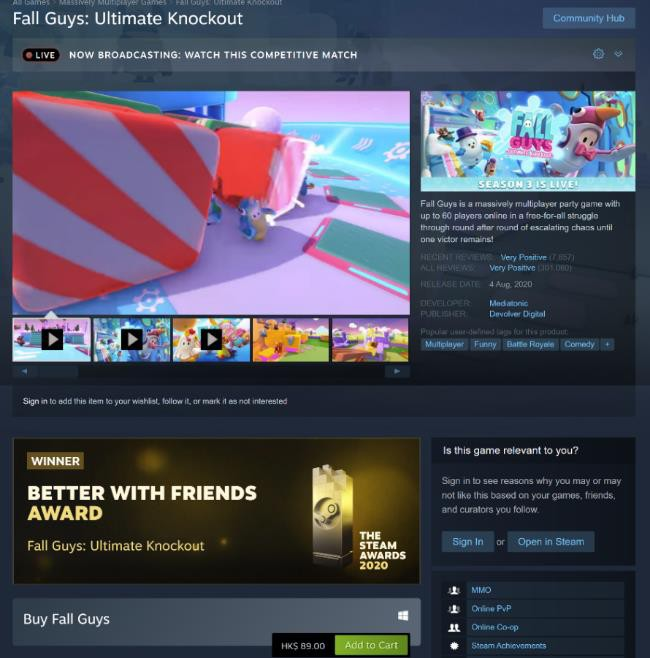 All Games > Massively Multiplayer Games > Fall Guys: Ultimate Knockout
Fall Guys: Ultimate Knockout
Community Hub
LIVE
NOW BROADCASTING: WATCH THIS COMPETITIVE MATCH
FALL GUYS
ULTIMATE KNOCKOUT
SEASON 3 IS LIVE!
Fall Guys is a massively multiplayer party game with
up to 60 players online in a free-for-all struggle
through round after round of escalating chaos until
one victor remains!
RECENT REVIEWS: Very Positive (7,857)
ALL REVIEWS: Very Positive (301,060)
RELEASE DATE: 4 Aug, 2020
DEVELOPER: Mediatonic
PUBLISHER: Devolver Digital
Popular user-defined tags for this product:
Multiplayer Funny Battle Royale Comedy +
Sign in to add this item to your wishlist, follow it, or mark it as not interested
WINNER
BETTER WITH FRIENDS
AWARD
Fall Guys: Ultimate Knockout
THE
STEAM
AWARDS
2020
Is this game relevant to you?
Sign in to see reasons why you may or may
not like this based on your games, friends,
and curators you follow.
Sign In or Open in Steam
MMO
Online PvP
Online Co-op
Steam Achievements
Buy Fall Guys
HK$ 89.00
Add to Cart